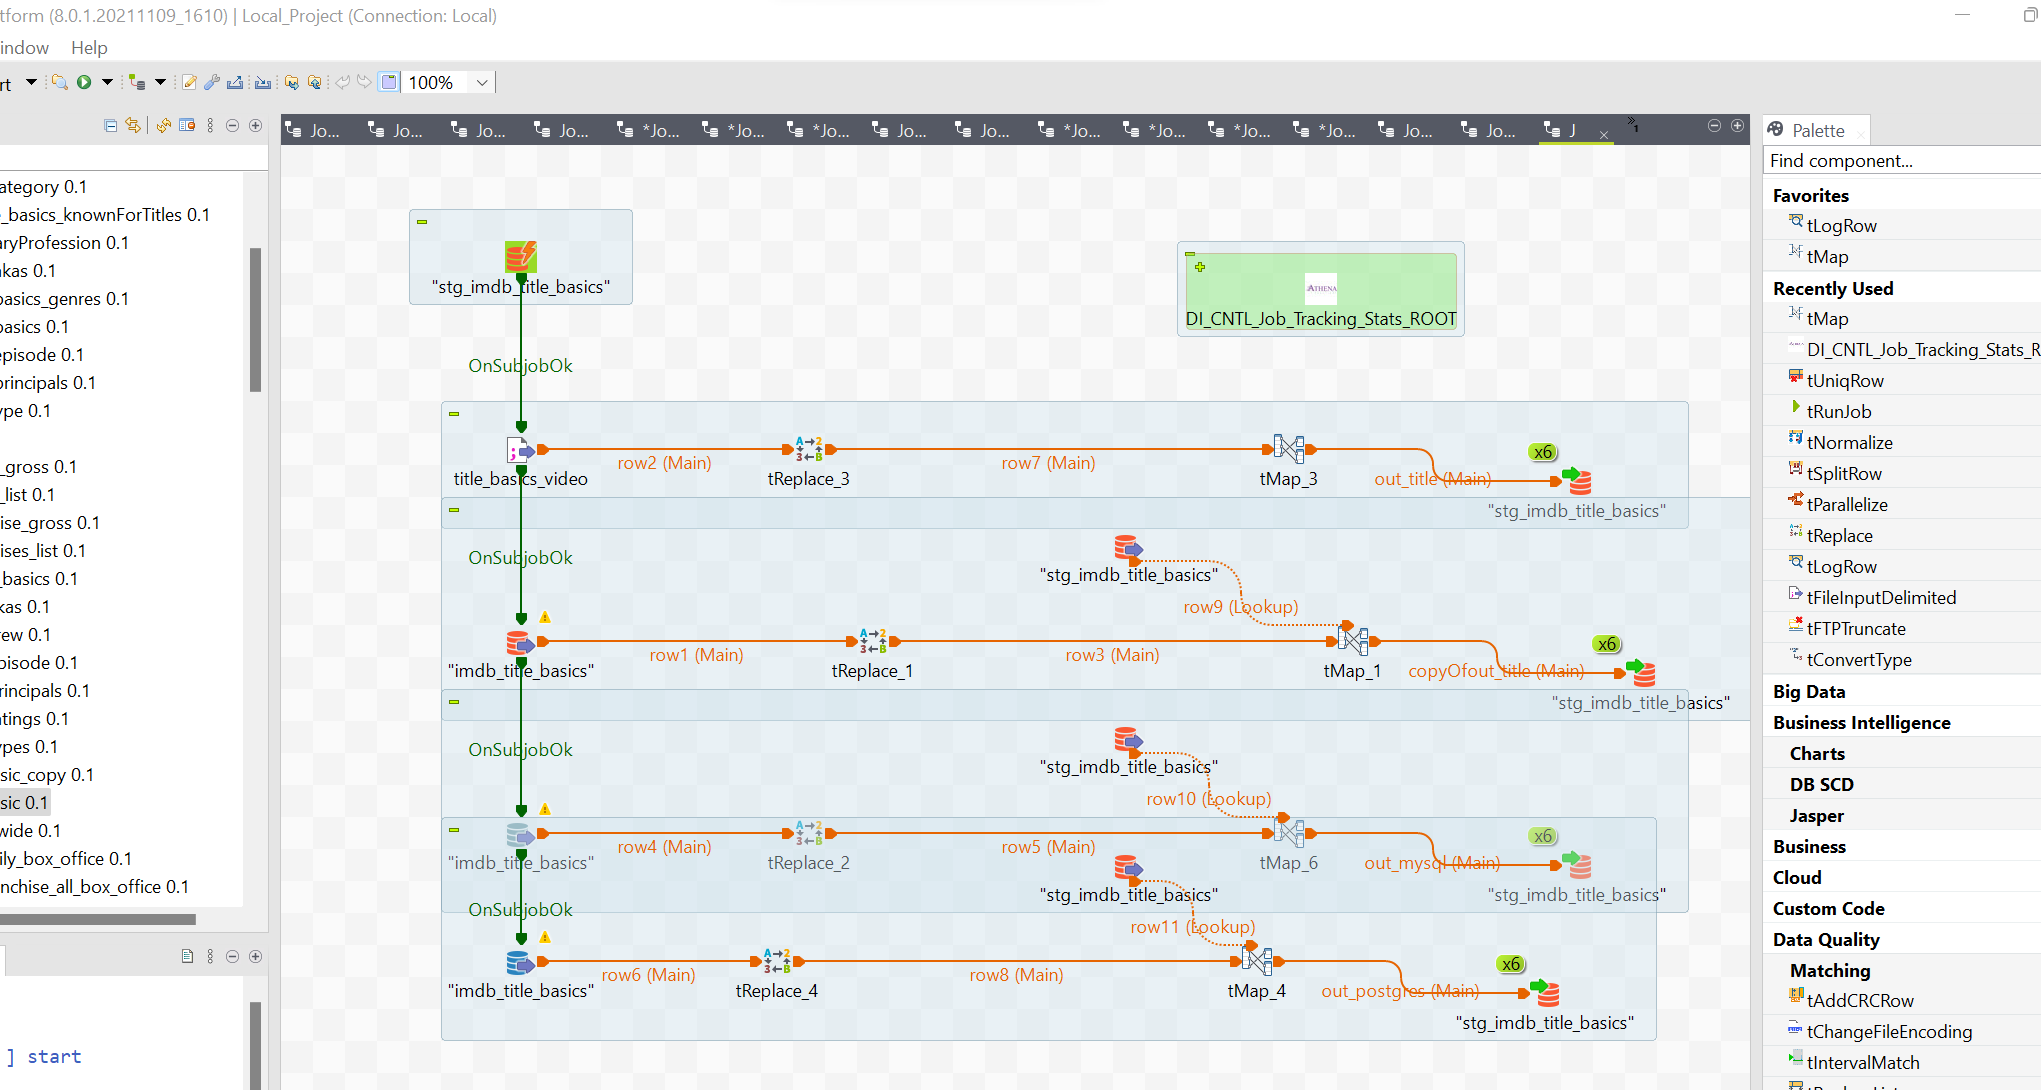 tform (8.0.1.20211109_1610) | Local_Project (Connection: Local)
indow Help
rt 100%
Jo... Jo... Jo... Jo... *Jo... *Jo... *Jo... Jo... Jo... *Jo... *Jo... *Jo... *Jo... Jo... Jo... J 1
ategory 0.1
_basics_knownForTitles 0.1
aryProfession 0.1
akas 0.1
basics_genres 0.1
basics 0.1
episode 0.1
principals 0.1
ype 0.1
_gross 0.1
_list 0.1
ise_gross 0.1
ises_list 0.1
_basics 0.1
kas 0.1
rew 0.1
pisode 0.1
rincipals 0.1
atings 0.1
ypes 0.1
sic_copy 0.1
sic 0.1
wide 0.1
ily_box_office 0.1
nchise_all_box_office 0.1
] start
"stg_imdb_title_basics"
ATHENA
DI_CNTL_Job_Tracking_Stats_ROOT
OnSubjobOk
x6
row2 (Main) row7 (Main)
title_basics_video tReplace_3 tMap_3 out_title (Main)
"stg_imdb_title_basics"
OnSubjobOk
"stg_imdb_title_basics"
row9 (Lookup)
x6
row1 (Main) row3 (Main)
"imdb_title_basics" tReplace_1 tMap_1 copyOfout_title (Main)
"stg_imdb_title_basics"
OnSubjobOk
"stg_imdb_title_basics"
row10 (Lookup)
x6
row4 (Main) row5 (Main)
"imdb_title_basics" tReplace_2 tMap_6 out_mysql (Main)
"stg_imdb_title_basics" "stg_imdb_title_basics"
OnSubjobOk
row11 (Lookup)
x6
row6 (Main) row8 (Main)
"imdb_title_basics" tReplace_4 tMap_4 out_postgres (Main)
"stg_imdb_title_basics"
Palette
Find component...
Favorites
tLogRow
tMap
Recently Used
tMap
DI_CNTL_Job_Tracking_Stats_R
tUniqRow
tRunJob
tNormalize
tSplitRow
tParallelize
tReplace
tLogRow
tFileInputDelimited
tFTPTruncate
tConvertType
Big Data
Business Intelligence
Charts
DB SCD
Jasper
Business
Cloud
Custom Code
Data Quality
Matching
tAddCRCRow
tChangeFileEncoding
tIntervalMatch